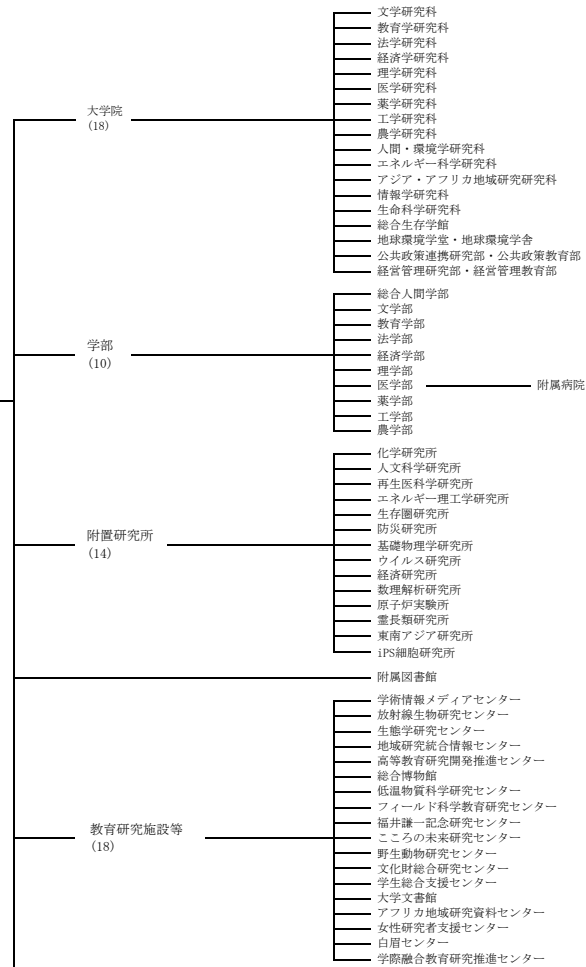 大学院
(18)
文学研究科
教育学研究科
法学研究科
経済学研究科
理学研究科
医学研究科
薬学研究科
工学研究科
農学研究科
人間・環境学研究科
エネルギー科学研究科
アジア・アフリカ地域研究研究科
情報学研究科
生命科学研究科
総合生存学館
地球環境学堂・地球環境学舎
公共政策連携研究部・公共政策教育部
経営管理研究部・経営管理教育部
学部
(10)
総合人間学部
文学部
教育学部
法学部
経済学部
理学部
医学部
附属病院
薬学部
工学部
農学部
附置研究所
(14)
化学研究所
人文科学研究所
再生医科学研究所
エネルギー理工学研究所
生存圏研究所
防災研究所
基礎物理学研究所
ウイルス研究所
経済研究所
数理解析研究所
原子炉実験所
霊長類研究所
東南アジア研究所
iPS細胞研究所
附属図書館
教育研究施設等
(18)
学術情報メディアセンター
放射線生物研究センター
生態学研究センター
地域研究統合情報センター
高等教育研究開発推進センター
総合博物館
低温物質科学研究センター
フィールド科学教育研究センター
福井謙一記念研究センター
こころの未来研究センター
野生動物研究センター
文化財総合研究センター
学生総合支援センター
大学文書館
アフリカ地域研究資料センター
女性研究者支援センター
白眉センター
学際融合教育研究推進センター